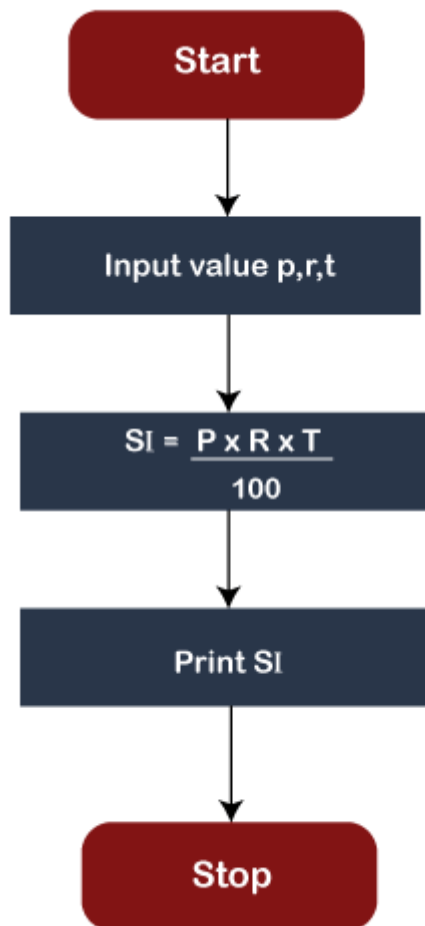 Start
Input value p,r,t
SI = P x R x T
100
Print SI
Stop